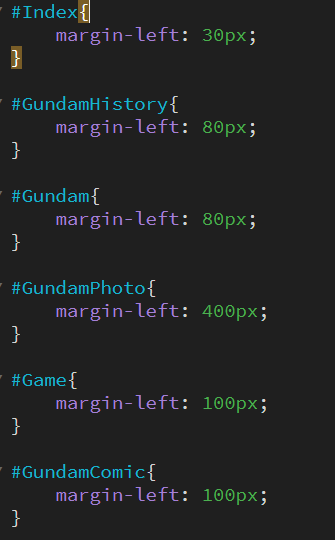 #Index{
    margin-left: 30px;
}
#GundamHistory{
    margin-left: 80px;
}
#Gundam{
    margin-left: 80px;
}
#GundamPhoto{
    margin-left: 400px;
}
#Game{
    margin-left: 100px;
}
#GundamComic{
    margin-left: 100px;
}